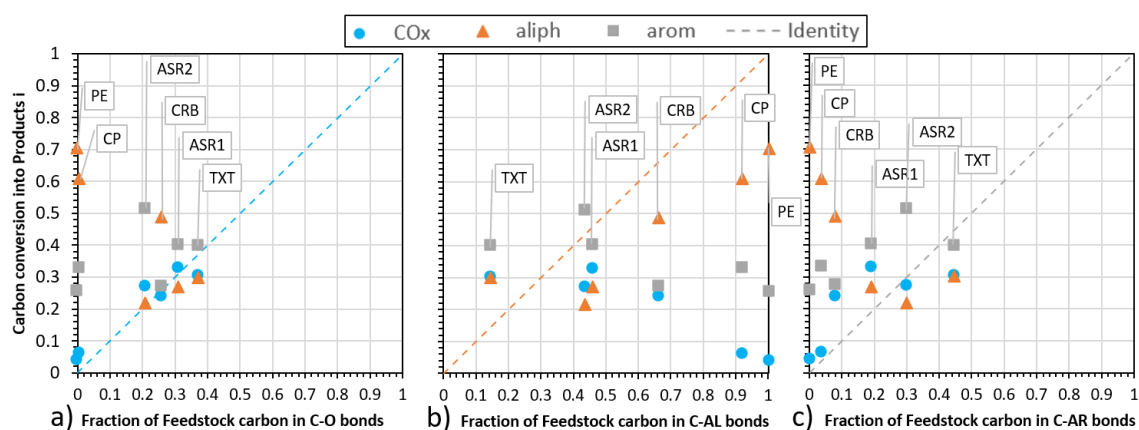 COx aliph arom Identity
Carbon conversion into Products i
1
0.9
0.8
0.7
0.6
0.5
0.4
0.3
0.2
0.1
0
PE
CP
ASR2
CRB
ASR1
TXT
0 0.1 0.2 0.3 0.4 0.5 0.6 0.7 0.8 0.9 1
a) Fraction of Feedstock carbon in C-O bonds
TXT
ASR2
ASR1
CRB
CP
PE
0 0.1 0.2 0.3 0.4 0.5 0.6 0.7 0.8 0.9 1
b) Fraction of Feedstock carbon in C-AL bonds
PE
CP
CRB
ASR1
ASR2
TXT
0 0.1 0.2 0.3 0.4 0.5 0.6 0.7 0.8 0.9 1
c) Fraction of Feedstock carbon in C-AR bonds